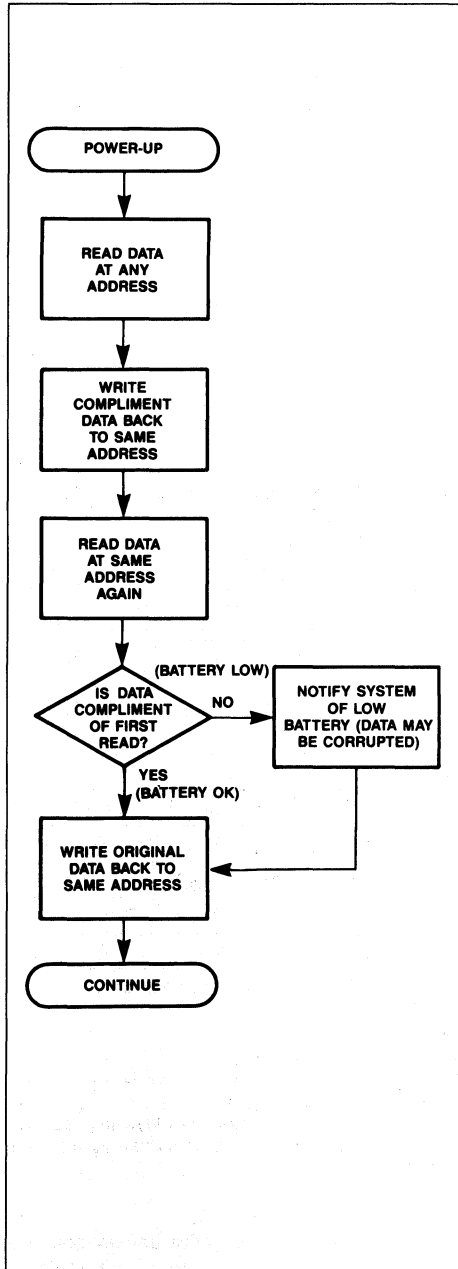 POWER-UP
READ DATA
AT ANY
ADDRESS
WRITE
COMPLIMENT
DATA BACK
TO SAME
ADDRESS
READ DATA
AT SAME
ADDRESS
AGAIN
IS DATA
COMPLIMENT
OF FIRST
READ?
(BATTERY LOW)
NO
NOTIFY SYSTEM
OF LOW
BATTERY (DATA MAY
BE CORRUPTED)
YES
(BATTERY OK)
WRITE ORIGINAL
DATA BACK TO
SAME ADDRESS
CONTINUE